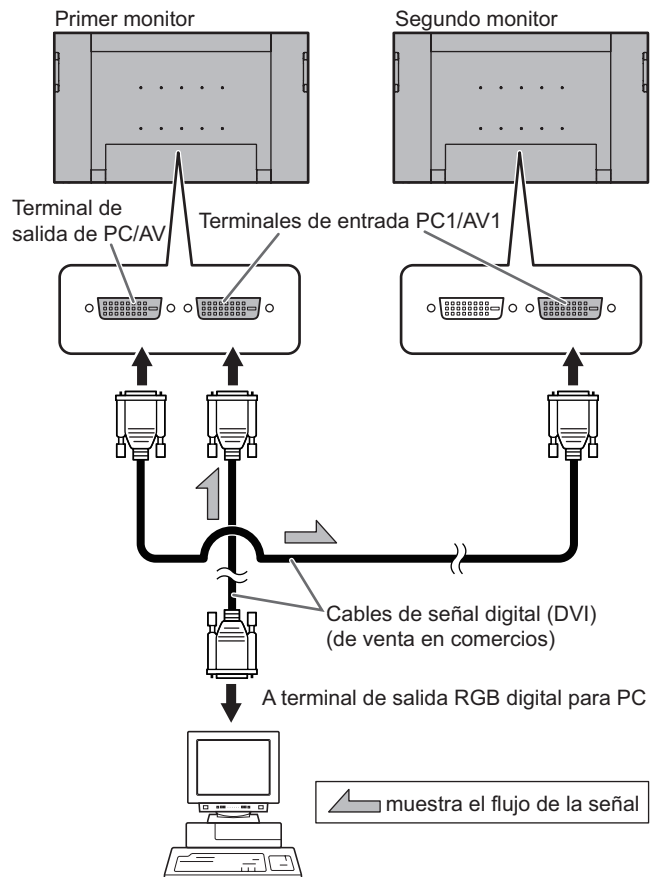 Primer monitor
Segundo monitor
Terminal de
salida de PC/AV
Terminales de entrada PC1/AV1
Cables de señal digital (DVI)
(de venta en comercios)
A terminal de salida RGB digital para PC
muestra el flujo de la señal